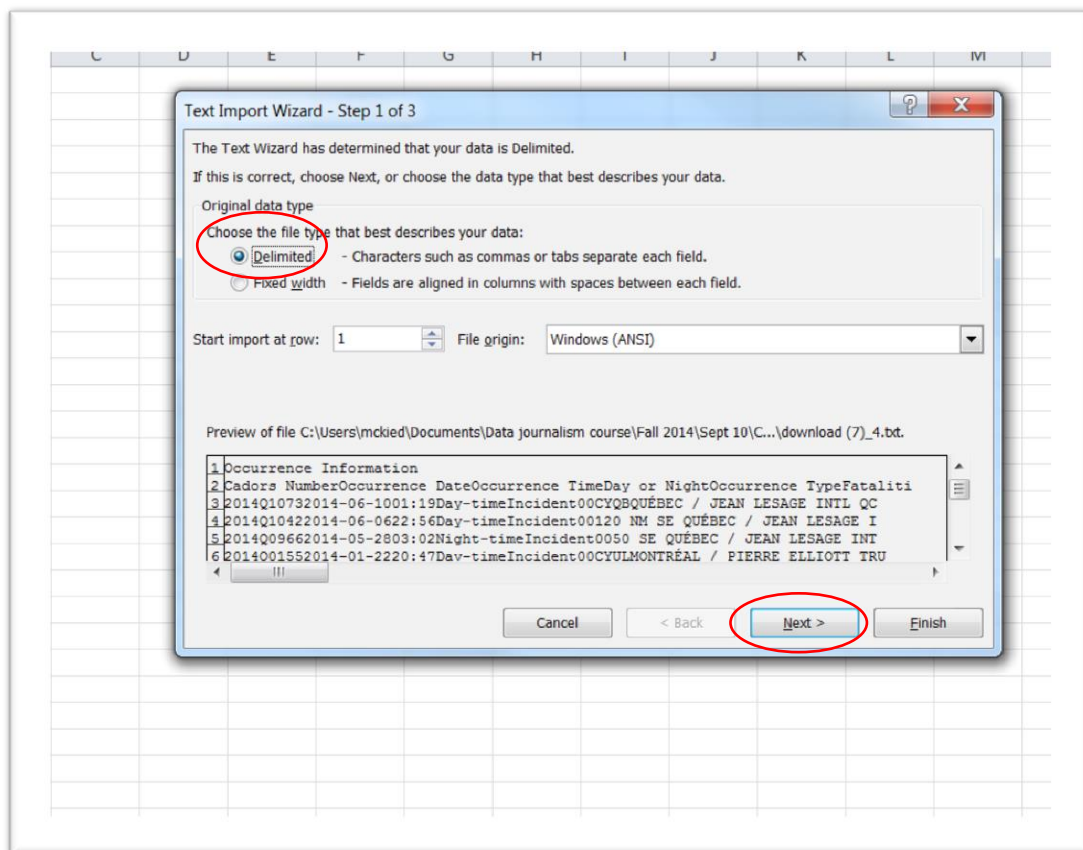 C D E F G H I J K L M
Text Import Wizard - Step 1 of 3
The Text Wizard has determined that your data is Delimited.
If this is correct, choose Next, or choose the data type that best describes your data.
Original data type
Choose the file type that best describes your data:
Delimited - Characters such as commas or tabs separate each field.
Fixed width - Fields are aligned in columns with spaces between each field.
Start import at row: 1 File origin: Windows (ANSI)
Preview of file C:\Users\mckied\Documents\Data journalism course\Fall 2014\Sept 10\C...\download (7)_4.txt.
1 Occurrence Information
2 Cadors NumberOccurrence DateOccurrence TimeDay or NightOccurrence TypeFataliti
3 2014Q10732014-06-1001:19Day-timeIncident00CYQBQUÉBEC / JEAN LESAGE INTL QC
4 2014Q10422014-06-0622:56Day-timeIncident00120 NM SE QUÉBEC / JEAN LESAGE I
5 2014Q09662014-05-2803:02Night-timeIncident0050 SE QUÉBEC / JEAN LESAGE INT
6 2014Q01552014-01-2220:47Day-timeIncident00CYULMONTRÉAL / PIERRE ELLIOTT TRU
Cancel < Back Next > Finish